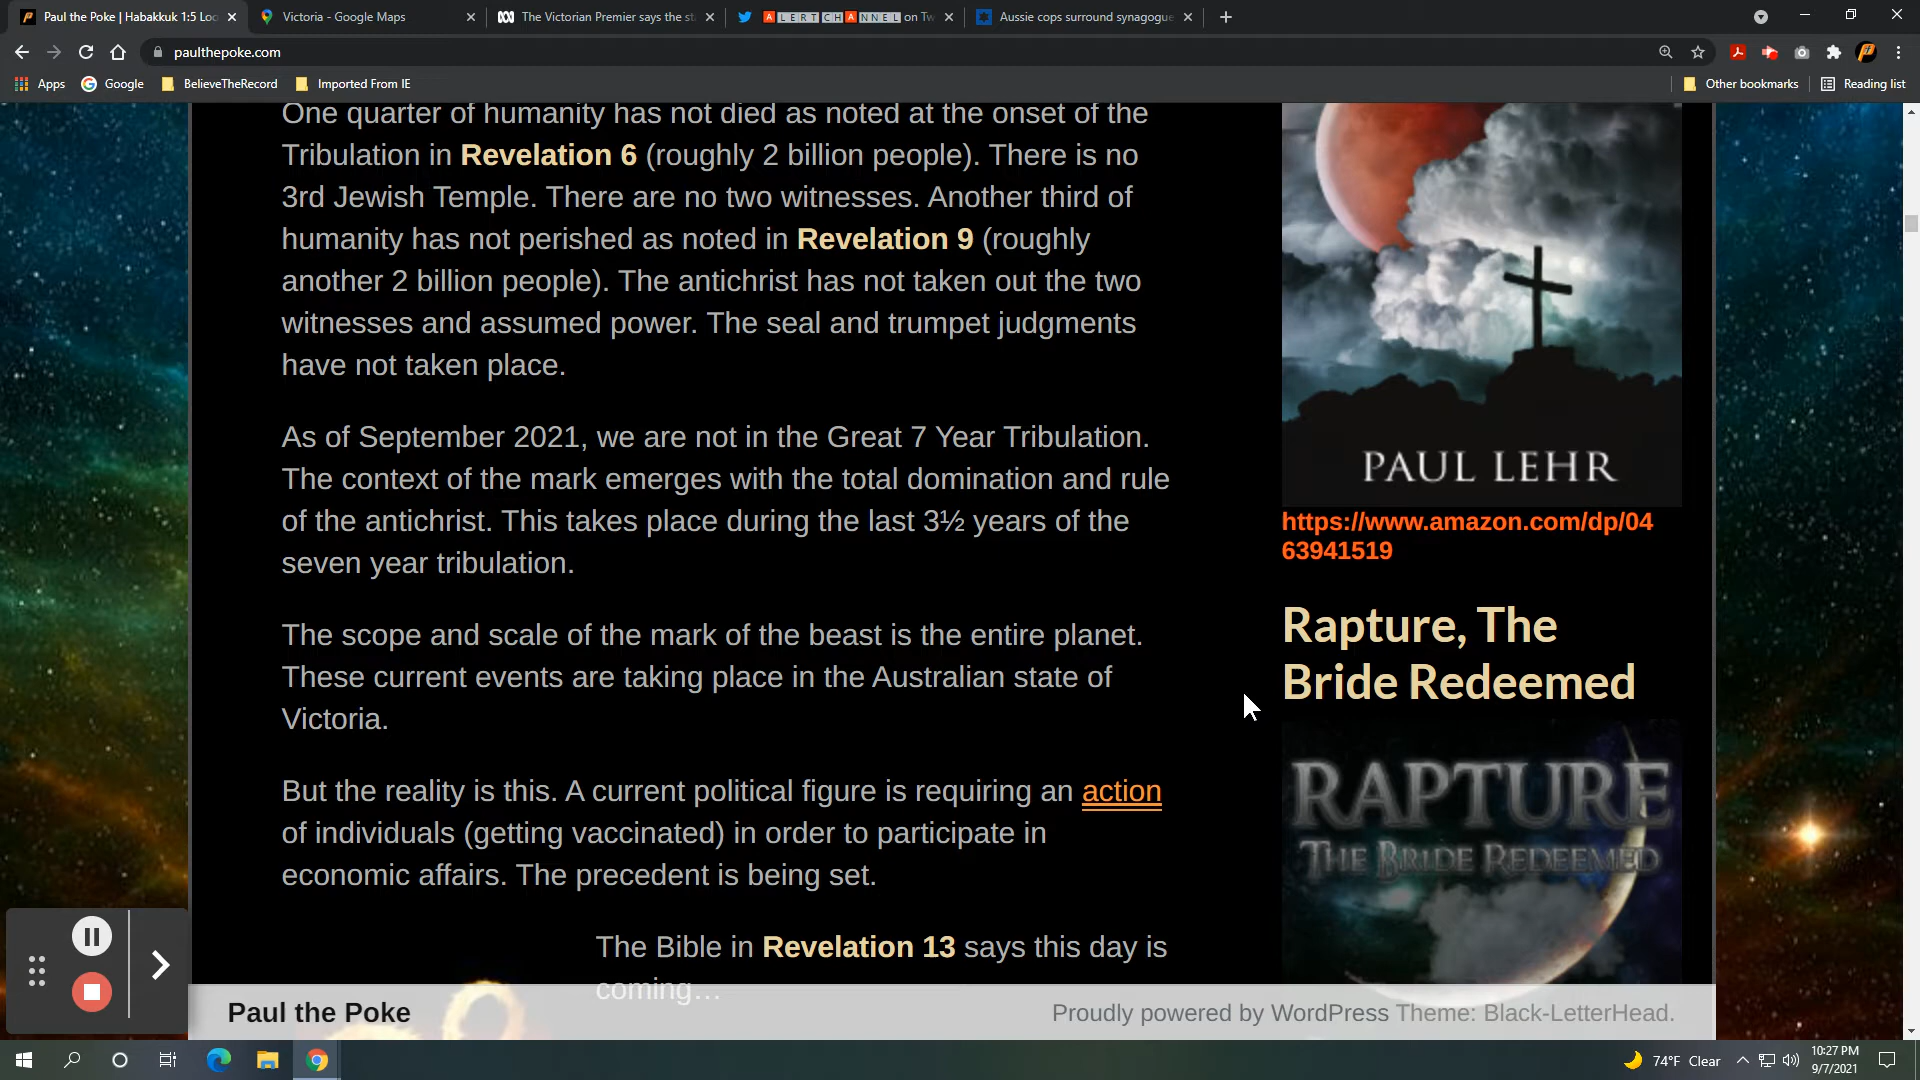 Paul the Poke | Habakkuk 1:5 Loo
Victoria - Google Maps
The Victorian Premier says the st
ALERTCHANNEL on Tw
Aussie cops surround synagogue
paulthepoke.com
Apps
Google
BelieveTheRecord
Imported From IE
Other bookmarks
Reading list
One quarter of humanity has not died as noted at the onset of the
Tribulation in Revelation 6 (roughly 2 billion people). There is no
3rd Jewish Temple. There are no two witnesses. Another third of
humanity has not perished as noted in Revelation 9 (roughly
another 2 billion people). The antichrist has not taken out the two
witnesses and assumed power. The seal and trumpet judgments
have not taken place.
As of September 2021, we are not in the Great 7 Year Tribulation.
The context of the mark emerges with the total domination and rule
of the antichrist. This takes place during the last 3½ years of the
seven year tribulation.
The scope and scale of the mark of the beast is the entire planet.
These current events are taking place in the Australian state of
Victoria.
But the reality is this. A current political figure is requiring an action
of individuals (getting vaccinated) in order to participate in
economic affairs. The precedent is being set.
The Bible in Revelation 13 says this day is
coming…
PAUL LEHR
https://www.amazon.com/dp/04
63941519
Rapture, The
Bride Redeemed
RAPTURE
THE BRIDE REDEEMED
Paul the Poke
Proudly powered by WordPress Theme: Black-LetterHead.
74°F Clear
10:27 PM
9/7/2021